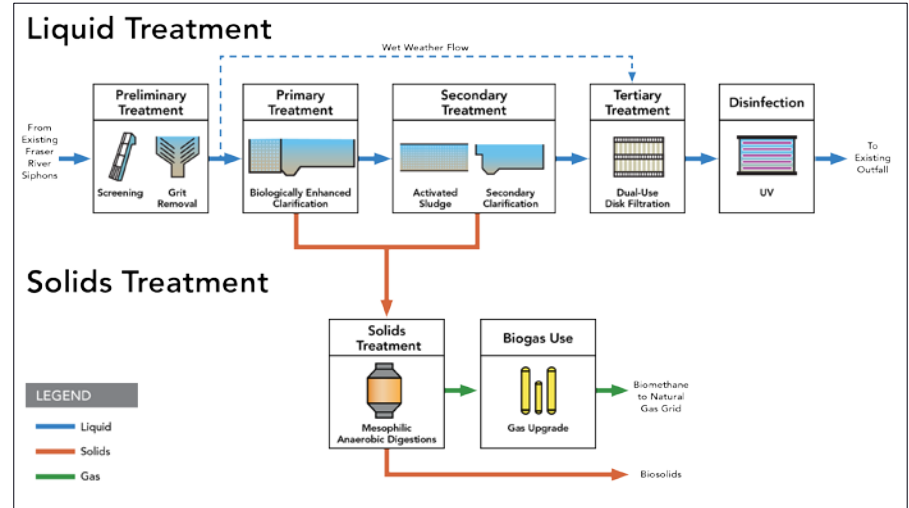 Liquid Treatment
Wet Weather Flow
Preliminary
Treatment
Primary
Treatment
Secondary
Treatment
Tertiary
Treatment
Disinfection
From
Existing
Fraser
River
Siphons
To
Existing
Outfall
Screening
Grit
Removal
Biologically Enhanced
Clarification
Activated
Sludge
Secondary
Clarification
Dual-Use
Disk Filtration
UV
Solids Treatment
Solids
Treatment
Biogas Use
Mesophilic
Anaerobic Digestions
Gas Upgrade
Biomethane
to Natural
Gas Grid
Biosolids
LEGEND
Liquid
Solids
Gas